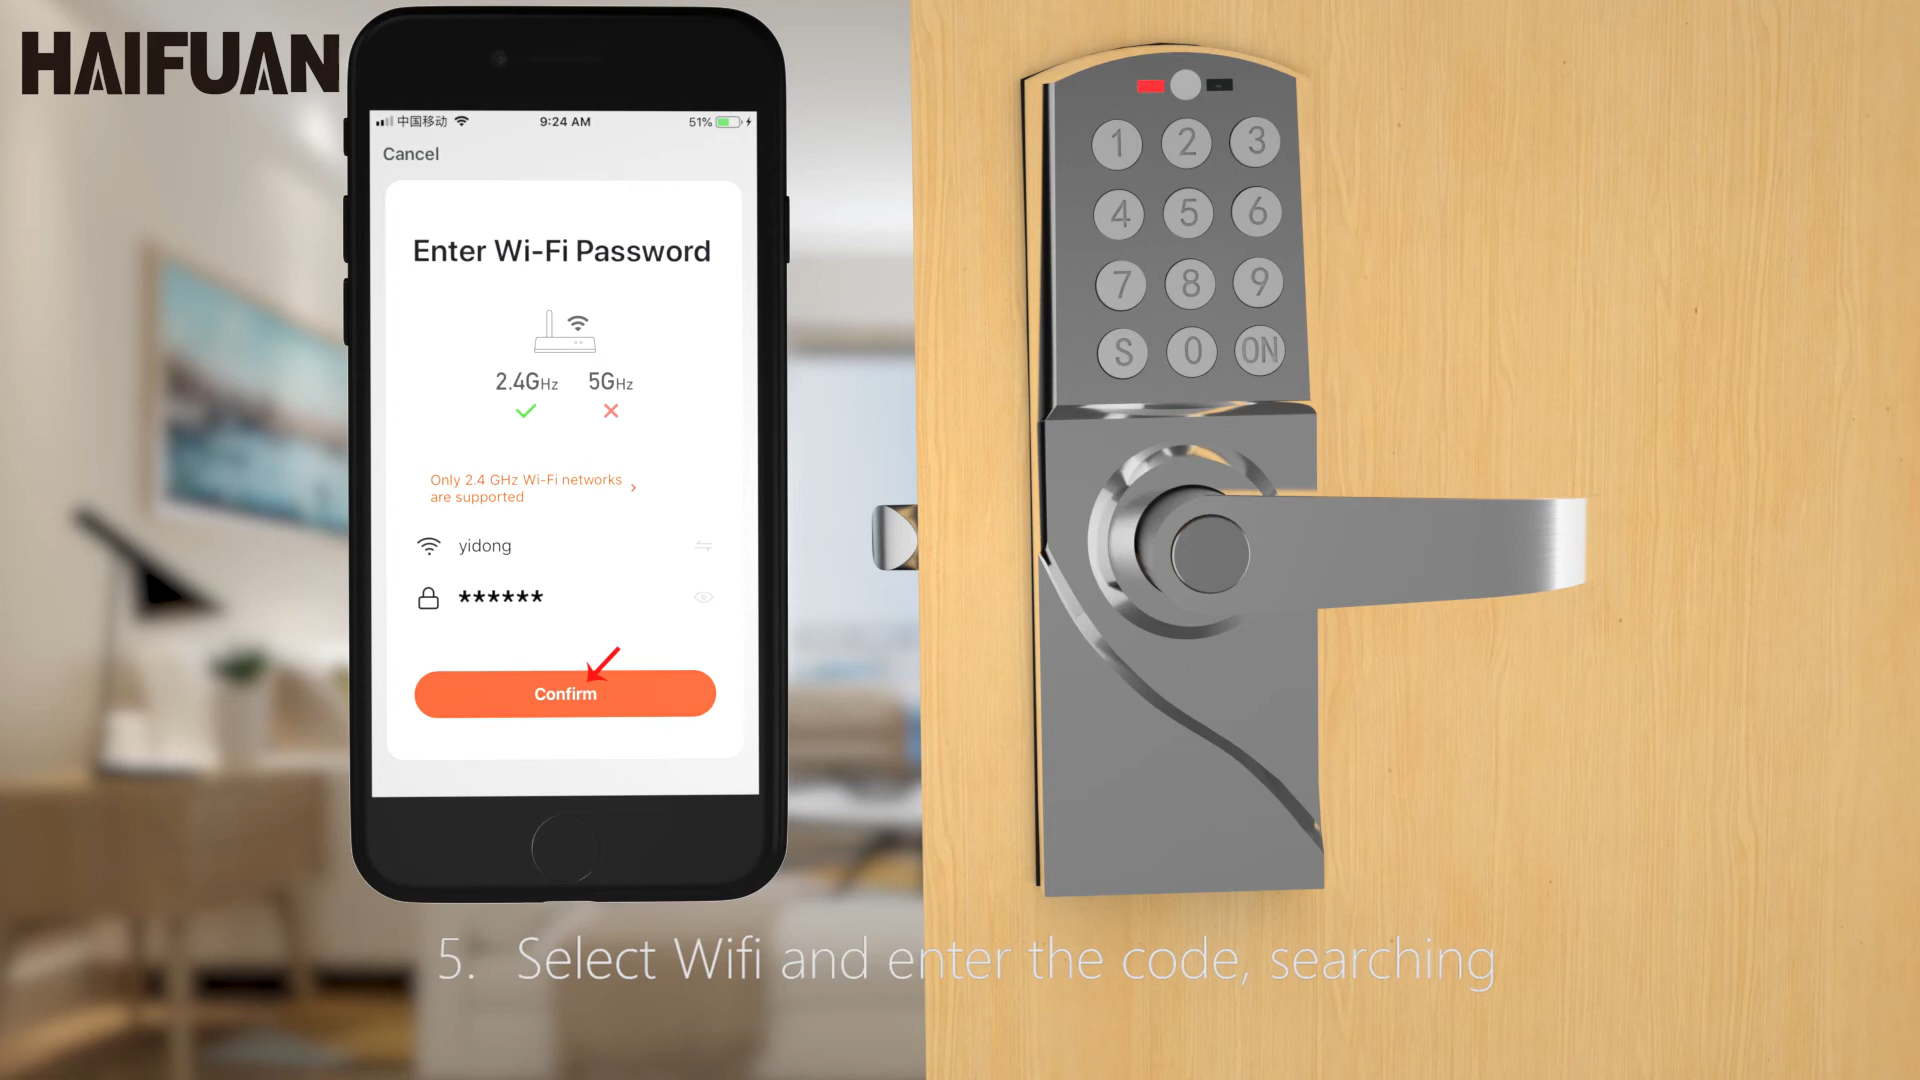 HAIFUAN
中国移动
9:24 AM
51%
Cancel
Enter Wi-Fi Password
2.4GHz
5GHz
Only 2.4 GHz Wi-Fi networks
are supported
yidong
******
Confirm
1 2 3
4 5 6
7 8 9
S 0 ON
5. Select Wifi and enter the code, searching